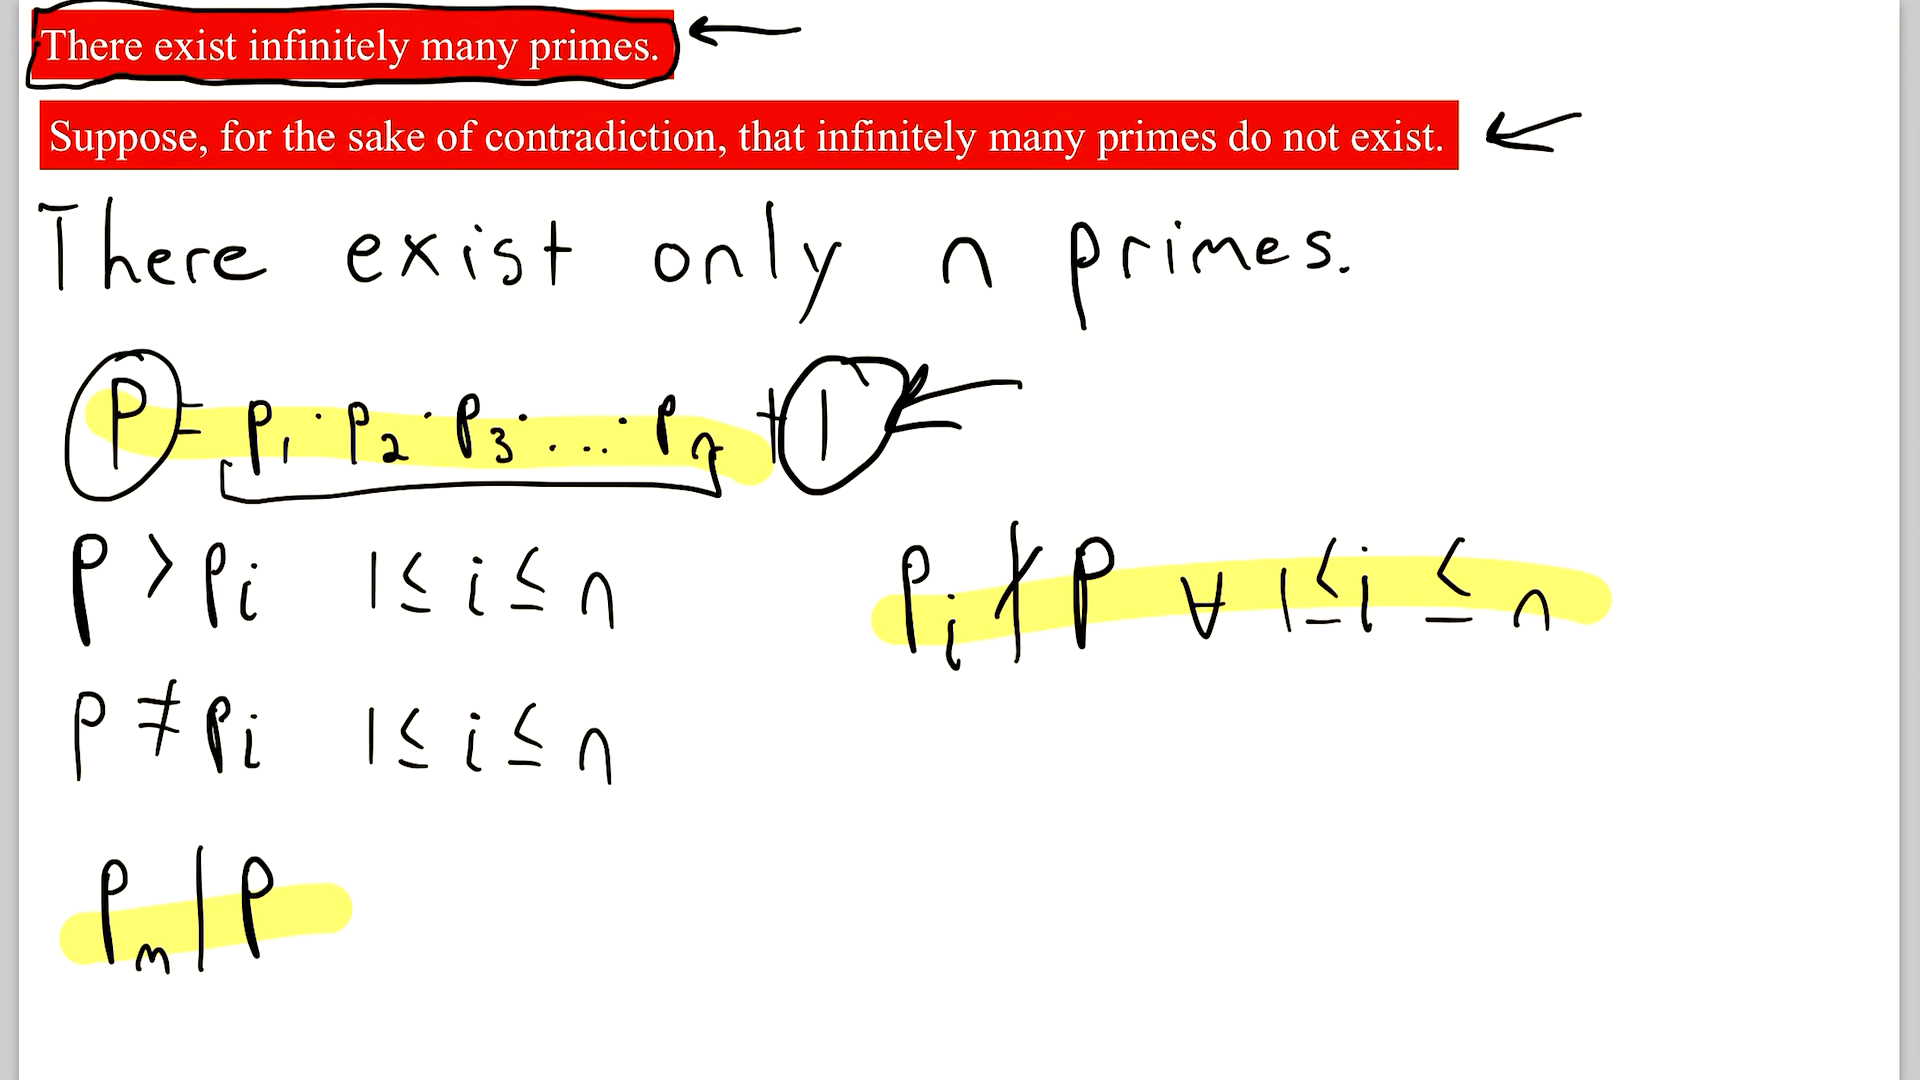 There exist infinitely many primes.
Suppose, for the sake of contradiction, that infinitely many primes do not exist.
There exist only n primes.
P = p₁ · p₂ · p₃ · ... · pₙ + 1
p > pᵢ 1 ≤ i ≤ n
pᵢ ∤ p ∀ 1 ≤ i ≤ n
p ≠ pᵢ 1 ≤ i ≤ n
pₘ | p